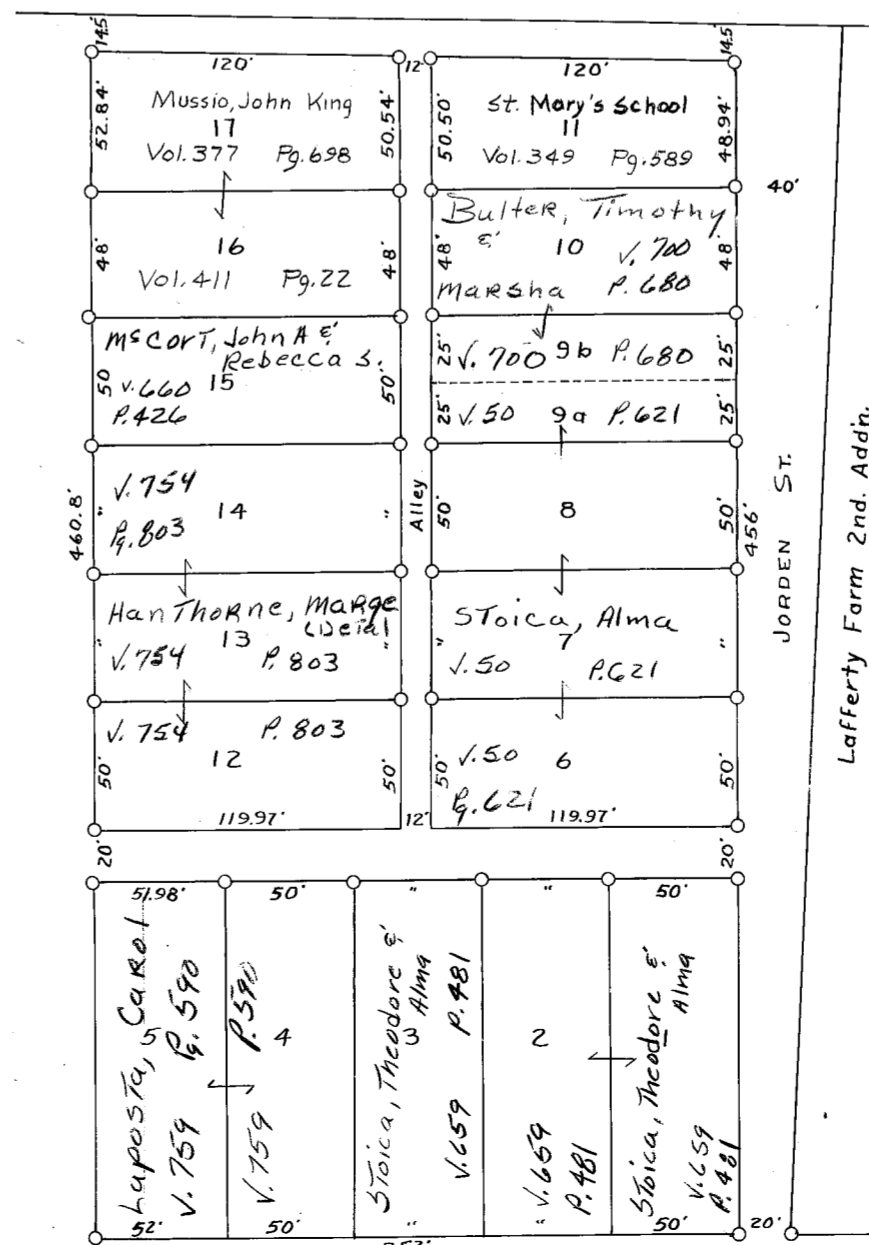 14.5'
14.5'
120'
12'
120'
52.84'
Mussio, John King
17
Vol. 377 Pg. 698
50.54'
50.50'
St. Mary's School
11
Vol. 349 Pg. 589
48.94'
40'
48'
16
Vol. 411 Pg. 22
48'
48'
Bulter, Timothy
&
10
V. 700
Marsha
P. 680
48'
50
McCort, John A &
Rebecca S.
V. 660 15
P. 426
50'
25'
V. 700 9b P. 680
25'
25'
V. 50 9a P. 621
25'
460.8'
"
V. 754
14
Pg. 803
"
Alley
50'
8
50'
456'
JORDEN ST.
Lafferty Farm 2nd. Add'n.
"
Hanthorne, Marge
(Deta)
13
V. 754 P. 803
"
"
Stoica, Alma
7
V. 50 P. 621
"
50'
V. 754 P. 803
12
50'
50'
V. 50 6
Pg. 621
50'
119.97'
12'
119.97'
20'
20'
51.98'
50'
"
"
50'
Laposta, Carol
5
V. 759 Pg. 590
4
V. 759 P. 590
Stoica, Theodore &
Alma
3
V. 659 P. 481
2
V. 659
P. 481
Stoica, Theodore &
Alma
V. 659
P. 481
52'
50'
"
"
50'
20'